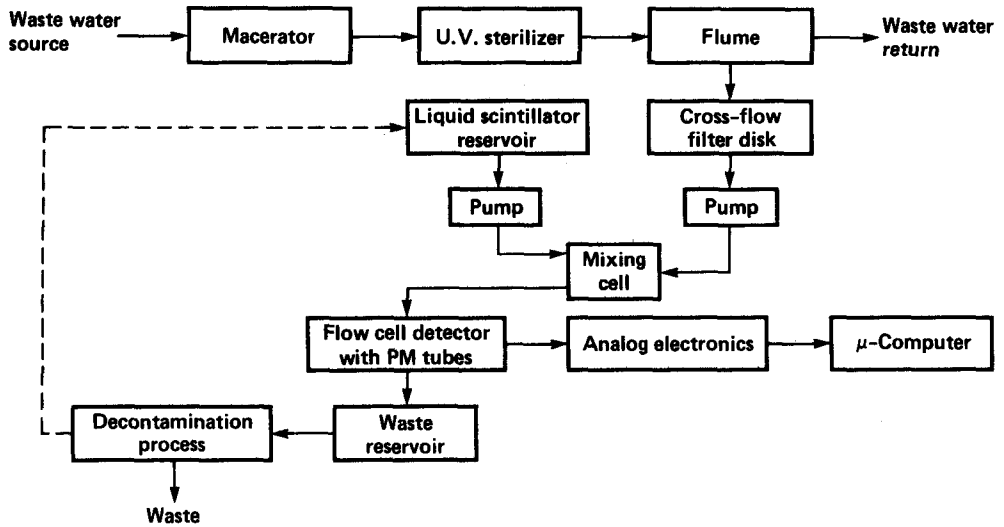 Waste water
source
Macerator
U.V. sterilizer
Flume
Waste water
return
Liquid scintillator
reservoir
Cross-flow
filter disk
Pump
Pump
Mixing
cell
Flow cell detector
with PM tubes
Analog electronics
μ-Computer
Decontamination
process
Waste
reservoir
Waste